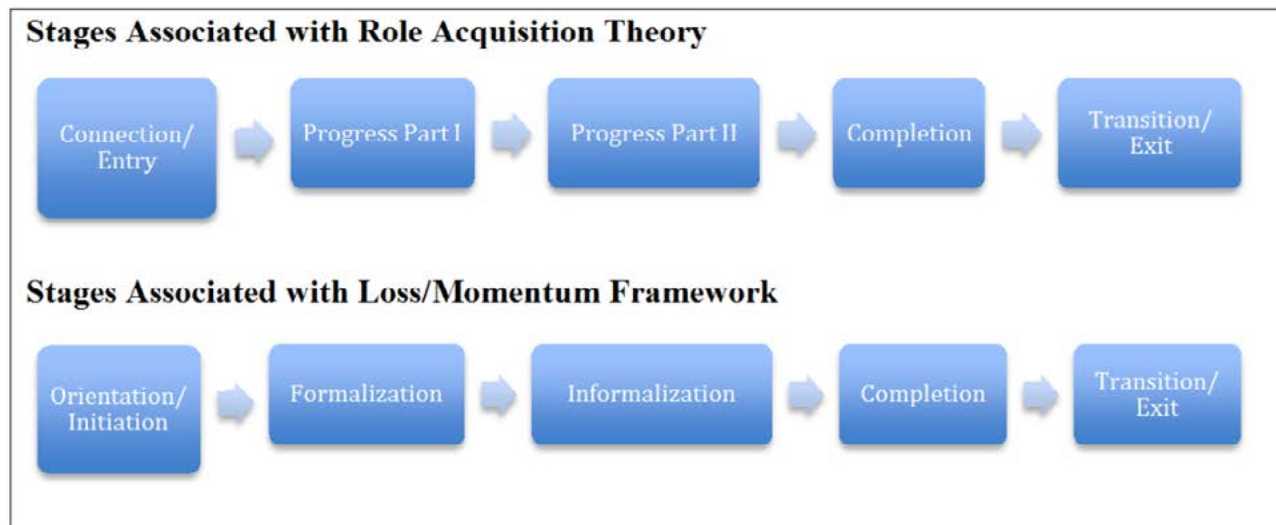 Stages Associated with Role Acquisition Theory
Connection/
Entry
Progress Part I
Progress Part II
Completion
Transition/
Exit
Stages Associated with Loss/Momentum Framework
Orientation/
Initiation
Formalization
Informalization
Completion
Transition/
Exit